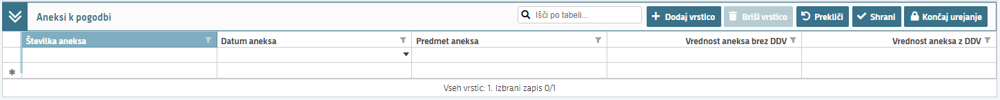 Aneksi k pogodbi
Išči po tabeli...
Dodaj vrstico
Briši vrstico
Prekliči
Shrani
Končaj urejanje
Številka aneksa
Datum aneksa
Predmet aneksa
Vrednost aneksa brez DDV
Vrednost aneksa z DDV
Vseh vrstic: 1. Izbrani zapis 0/1